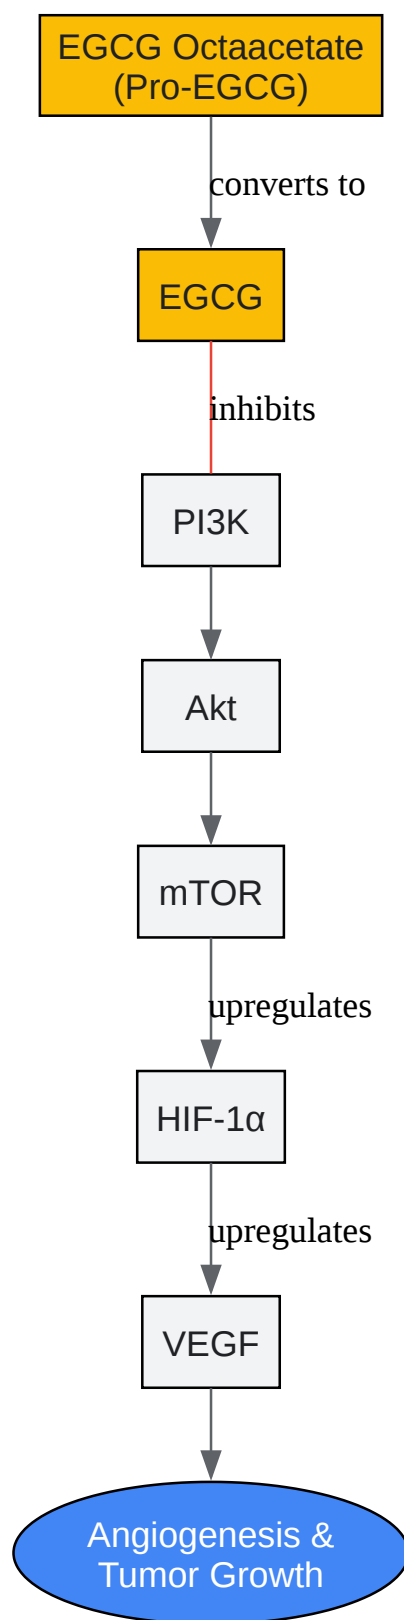 EGCG Octaacetate
(Pro-EGCG)
converts to
EGCG
inhibits
PI3K
Akt
mTOR
upregulates
HIF-1α
upregulates
VEGF
Angiogenesis &
Tumor Growth